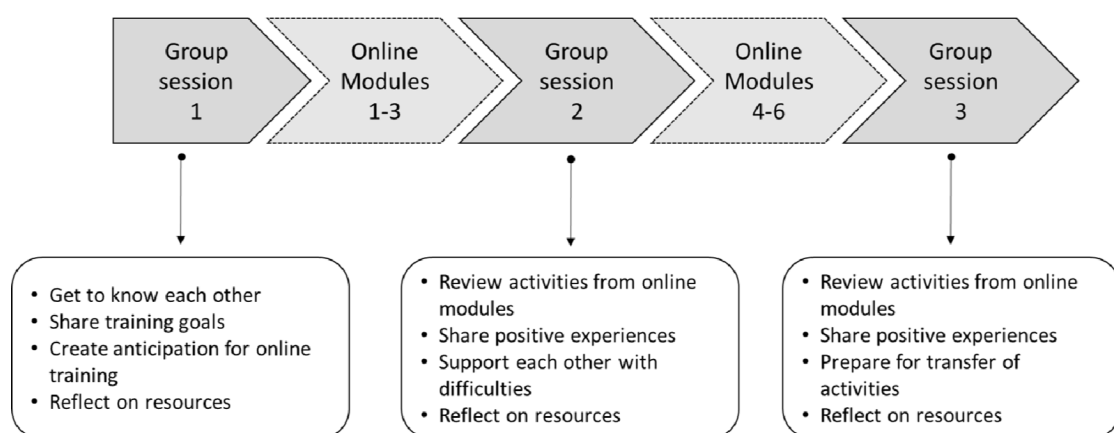 Group
session
1
Online
Modules
1-3
Group
session
2
Online
Modules
4-6
Group
session
3
• Get to know each other
• Share training goals
• Create anticipation for online
training
• Reflect on resources
• Review activities from online
modules
• Share positive experiences
• Support each other with
difficulties
• Reflect on resources
• Review activities from online
modules
• Share positive experiences
• Prepare for transfer of
activities
• Reflect on resources